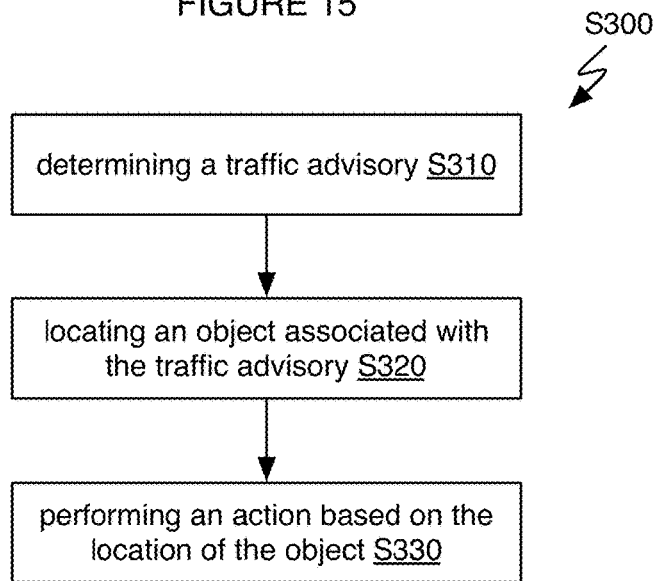 FIGURE 15
S300
determining a traffic advisory S310
locating an object associated with
the traffic advisory S320
performing an action based on the
location of the object S330